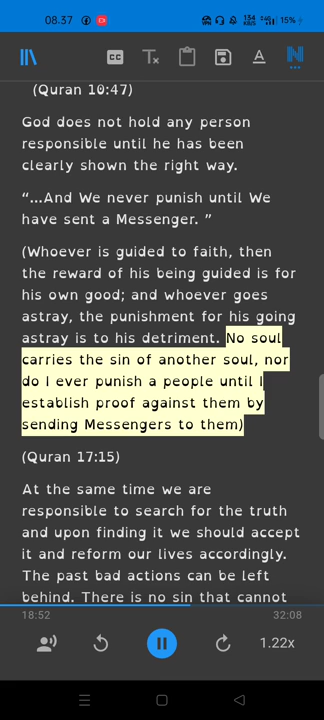 08.37
134 KB/S
15%
CC
(Quran 10:47)
God does not hold any person
responsible until he has been
clearly shown the right way.
“...And We never punish until We
have sent a Messenger. ”
(Whoever is guided to faith, then
the reward of his being guided is for
his own good; and whoever goes
astray, the punishment for his going
astray is to his detriment. No soul
carries the sin of another soul, nor
do I ever punish a people until I
establish proof against them by
sending Messengers to them)
(Quran 17:15)
At the same time we are
responsible to search for the truth
and upon finding it we should accept
it and reform our lives accordingly.
The past bad actions can be left
behind. There is no sin that cannot
18:52 32:08
1.22x